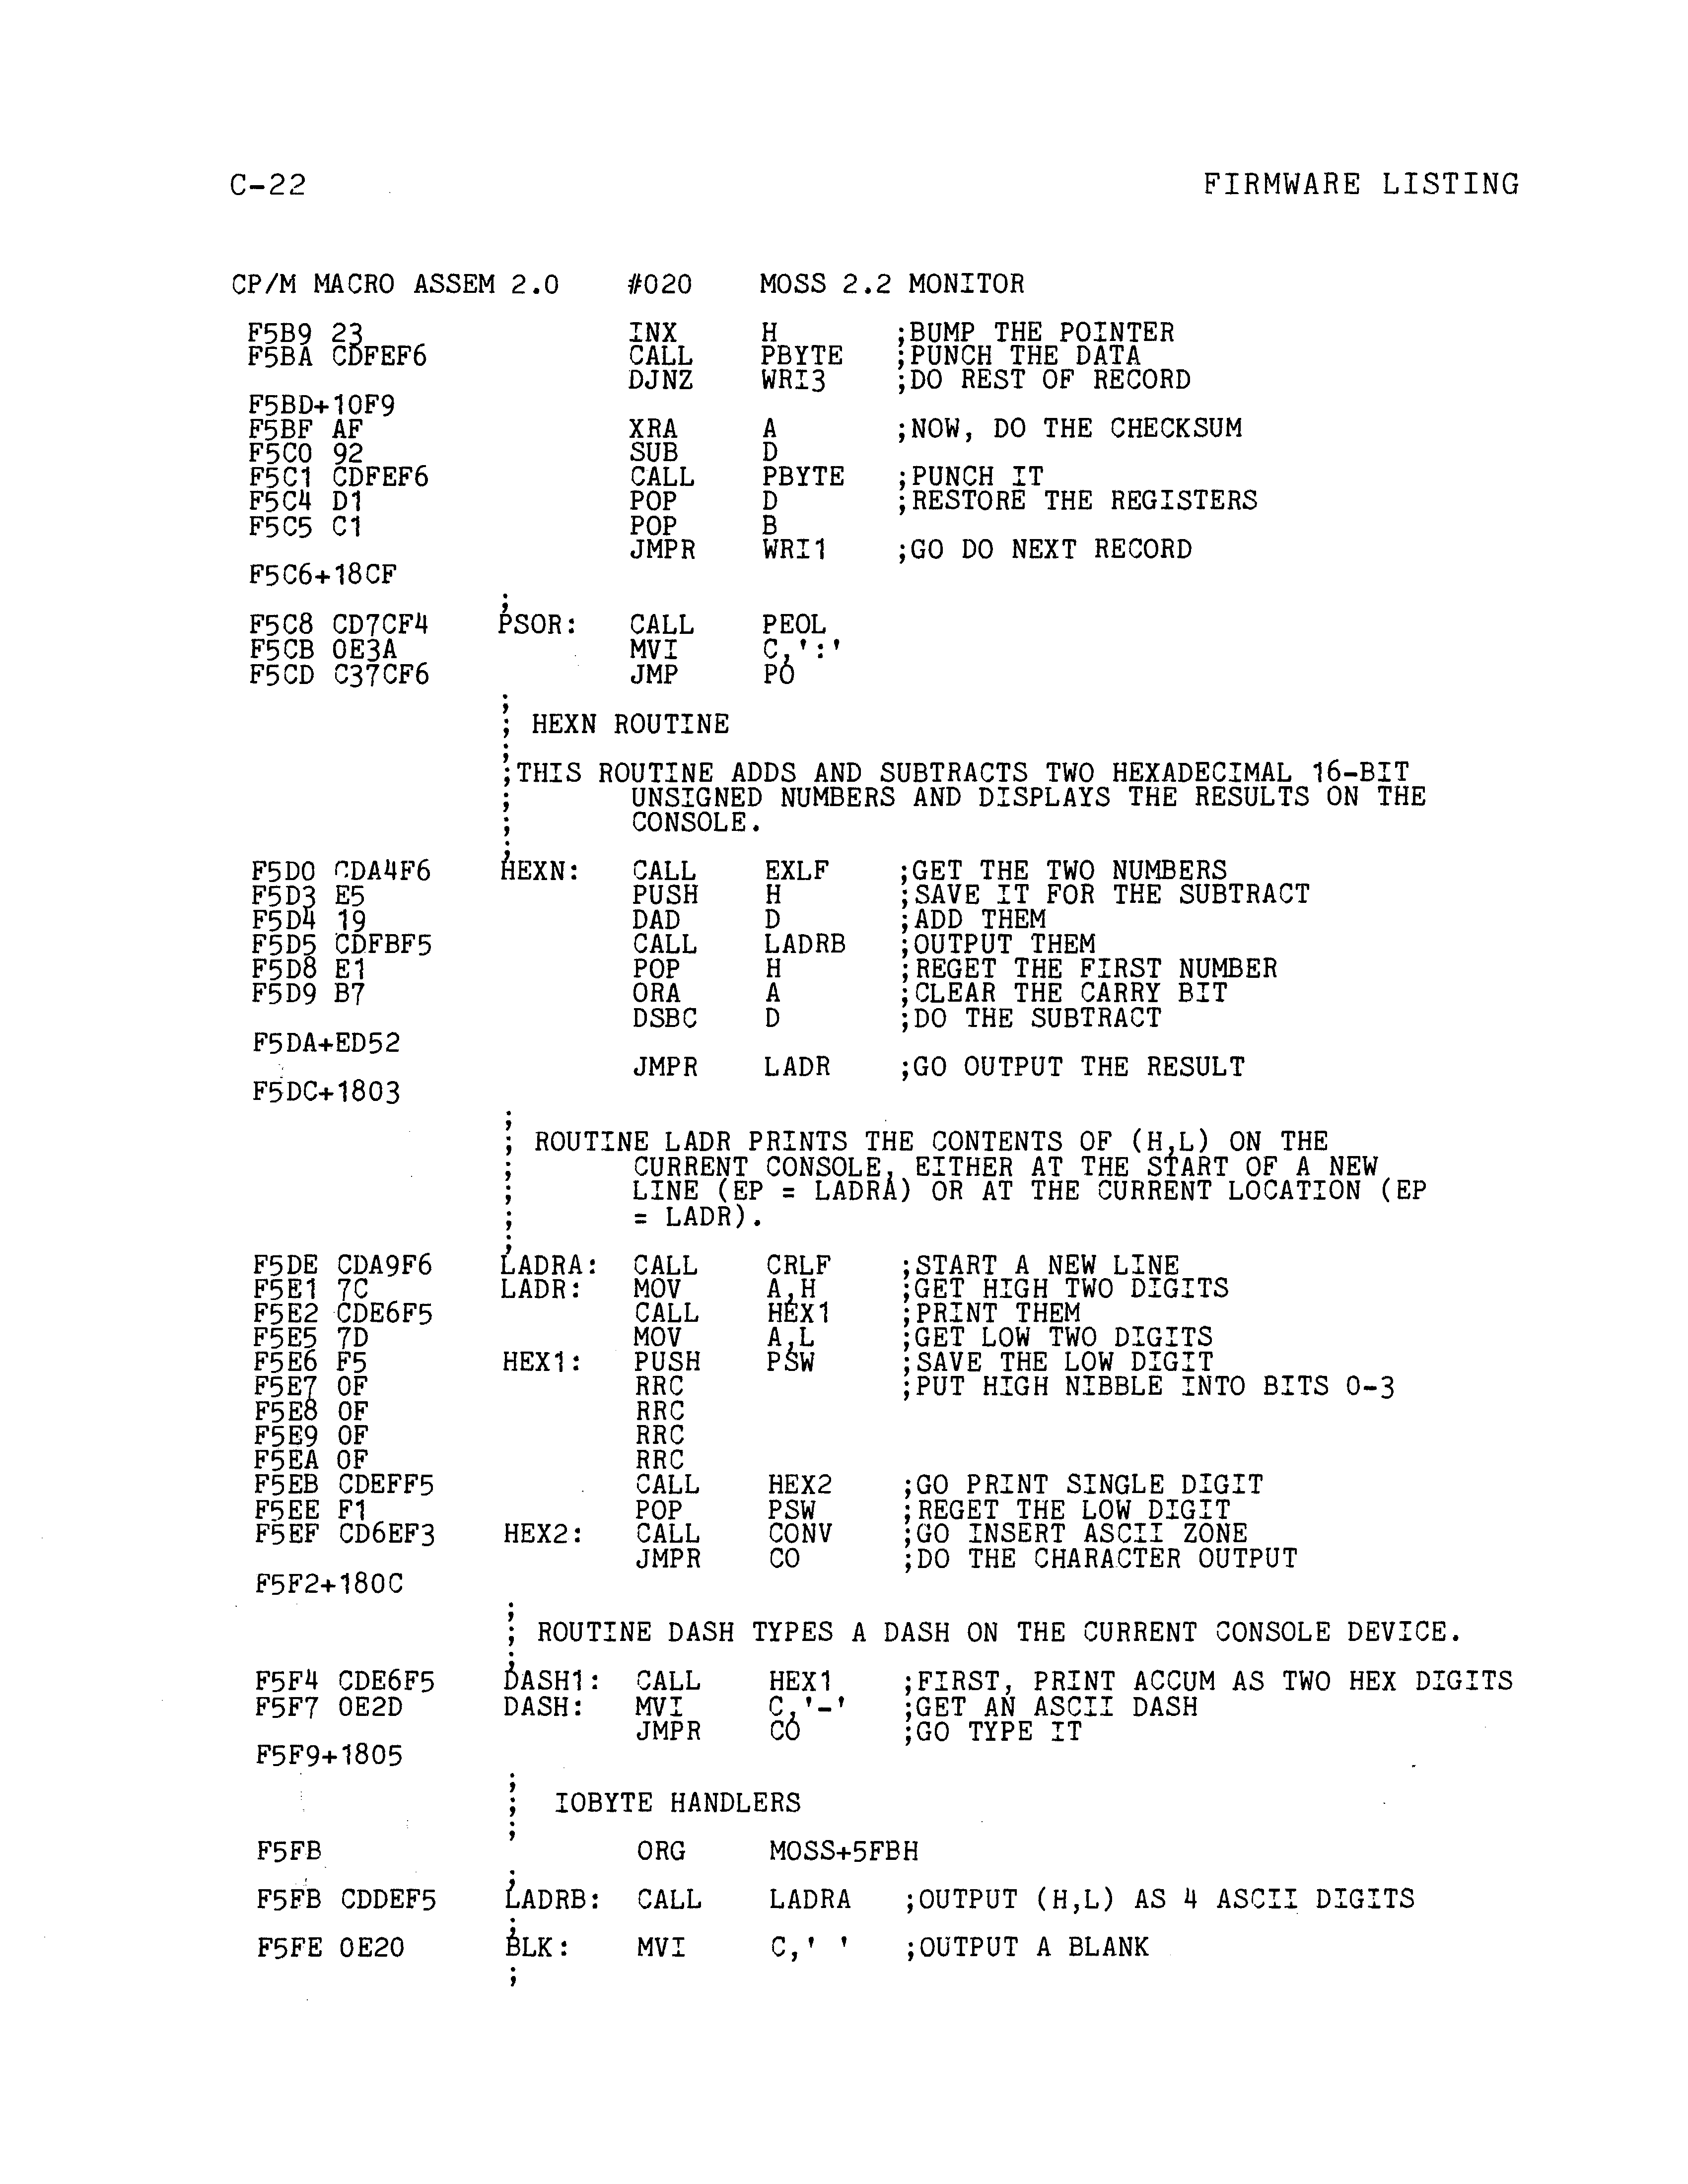 C-22 FIRMWARE LISTING
CP/M MACRO ASSEM 2.0 #020 MOSS 2.2 MONITOR
F5B9 23 INX H ;BUMP THE POINTER
F5BA CDFEF6 CALL PBYTE ;PUNCH THE DATA
DJNZ WRI3 ;DO REST OF RECORD
F5BD+10F9
F5BF AF XRA A ;NOW, DO THE CHECKSUM
F5C0 92 SUB D
F5C1 CDFEF6 CALL PBYTE ;PUNCH IT
F5C4 D1 POP D ;RESTORE THE REGISTERS
F5C5 C1 POP B
JMPR WRI1 ;GO DO NEXT RECORD
F5C6+18CF
;
F5C8 CD7CF4 PSOR: CALL PEOL
F5CB 0E3A MVI C,':'
F5CD C37CF6 JMP PO
;
; HEXN ROUTINE
;
;THIS ROUTINE ADDS AND SUBTRACTS TWO HEXADECIMAL 16-BIT
; UNSIGNED NUMBERS AND DISPLAYS THE RESULTS ON THE
; CONSOLE.
;
F5D0 CDA4F6 HEXN: CALL EXLF ;GET THE TWO NUMBERS
F5D3 E5 PUSH H ;SAVE IT FOR THE SUBTRACT
F5D4 19 DAD D ;ADD THEM
F5D5 CDFBF5 CALL LADRB ;OUTPUT THEM
F5D8 E1 POP H ;REGET THE FIRST NUMBER
F5D9 B7 ORA A ;CLEAR THE CARRY BIT
DSBC D ;DO THE SUBTRACT
F5DA+ED52
JMPR LADR ;GO OUTPUT THE RESULT
F5DC+1803
;
; ROUTINE LADR PRINTS THE CONTENTS OF (H,L) ON THE
; CURRENT CONSOLE, EITHER AT THE START OF A NEW
; LINE (EP = LADRA) OR AT THE CURRENT LOCATION (EP
; = LADR).
;
F5DE CDA9F6 LADRA: CALL CRLF ;START A NEW LINE
F5E1 7C LADR: MOV A,H ;GET HIGH TWO DIGITS
F5E2 CDE6F5 CALL HEX1 ;PRINT THEM
F5E5 7D MOV A,L ;GET LOW TWO DIGITS
F5E6 F5 HEX1: PUSH PSW ;SAVE THE LOW DIGIT
F5E7 0F RRC ;PUT HIGH NIBBLE INTO BITS 0-3
F5E8 0F RRC
F5E9 0F RRC
F5EA 0F RRC
F5EB CDEFF5 CALL HEX2 ;GO PRINT SINGLE DIGIT
F5EE F1 POP PSW ;REGET THE LOW DIGIT
F5EF CD6EF3 HEX2: CALL CONV ;GO INSERT ASCII ZONE
JMPR CO ;DO THE CHARACTER OUTPUT
F5F2+180C
;
; ROUTINE DASH TYPES A DASH ON THE CURRENT CONSOLE DEVICE.
;
F5F4 CDE6F5 DASH1: CALL HEX1 ;FIRST, PRINT ACCUM AS TWO HEX DIGITS
F5F7 0E2D DASH: MVI C,'-' ;GET AN ASCII DASH
JMPR CO ;GO TYPE IT
F5F9+1805
;
; IOBYTE HANDLERS
;
F5FB ORG MOSS+5FBH
;
F5FB CDDEF5 LADRB: CALL LADRA ;OUTPUT (H,L) AS 4 ASCII DIGITS
;
F5FE 0E20 BLK: MVI C,' ' ;OUTPUT A BLANK
;